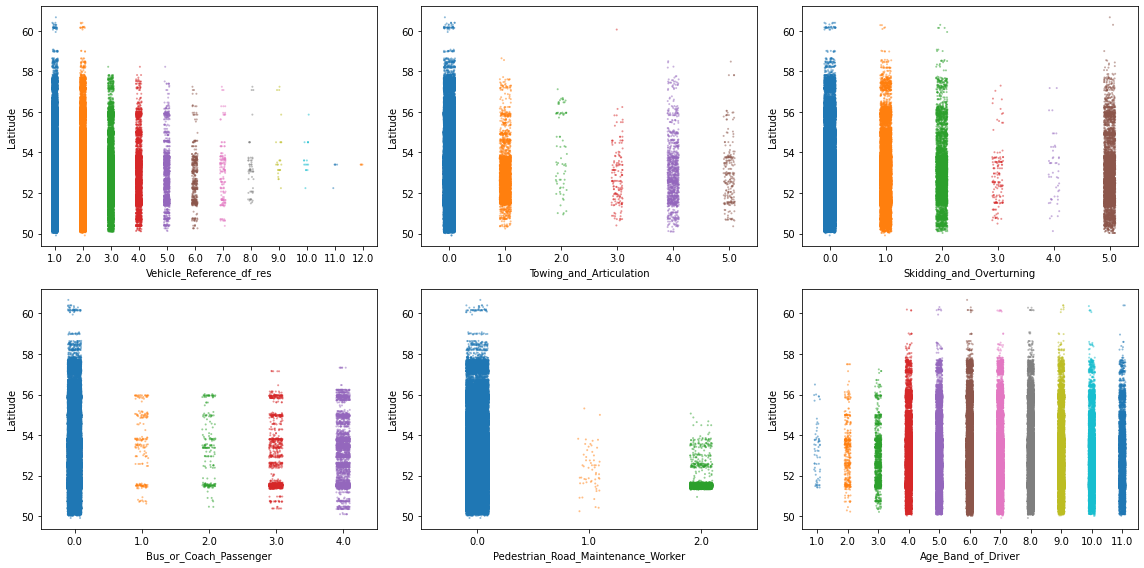 60
58
56
54
52
50
Latitude
1.0 2.0 3.0 4.0 5.0 6.0 7.0 8.0 9.0 10.0 11.0 12.0
Vehicle_Reference_df_res
60
58
56
54
52
50
Latitude
0.0 1.0 2.0 3.0 4.0 5.0
Towing_and_Articulation
60
58
56
54
52
50
Latitude
0.0 1.0 2.0 3.0 4.0 5.0
Skidding_and_Overturning
60
58
56
54
52
50
Latitude
0.0 1.0 2.0 3.0 4.0
Bus_or_Coach_Passenger
60
58
56
54
52
50
Latitude
0.0 1.0 2.0
Pedestrian_Road_Maintenance_Worker
60
58
56
54
52
50
Latitude
1.0 2.0 3.0 4.0 5.0 6.0 7.0 8.0 9.0 10.0 11.0
Age_Band_of_Driver